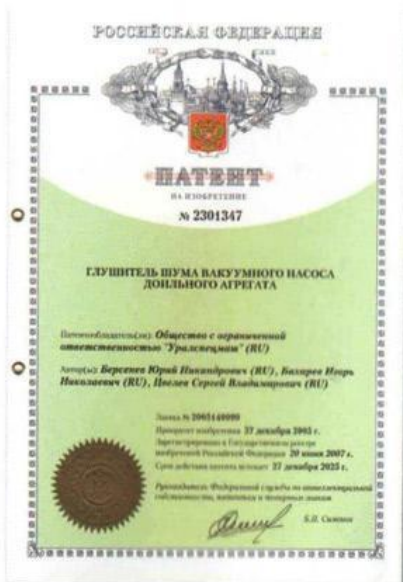 РОССИЙСКАЯ ФЕДЕРАЦИЯ
ПАТЕНТ
НА ИЗОБРЕТЕНИЕ
№ 2301347
ГЛУШИТЕЛЬ ШУМА ВАКУУМНОГО НАСОСА
ДОИЛЬНОГО АГРЕГАТА
Патентообладатель(ли): Общество с ограниченной
ответственностью "Уралспецмаш" (RU)
Автор(ы): Берсенев Юрий Никандрович (RU), Бахарев Игорь
Николаевич (RU), Цвелев Сергей Владимирович (RU)
Заявка №
Приоритет изобретения 27 декабря 2005 г.
Зарегистрировано в Государственном реестре
изобретений Российской Федерации 20 июня 2007 г.
Срок действия патента истекает 27 декабря 2025 г.
Руководитель Федеральной службы по интеллектуальной
собственности, патентам и товарным знакам
Б.П. Симонов